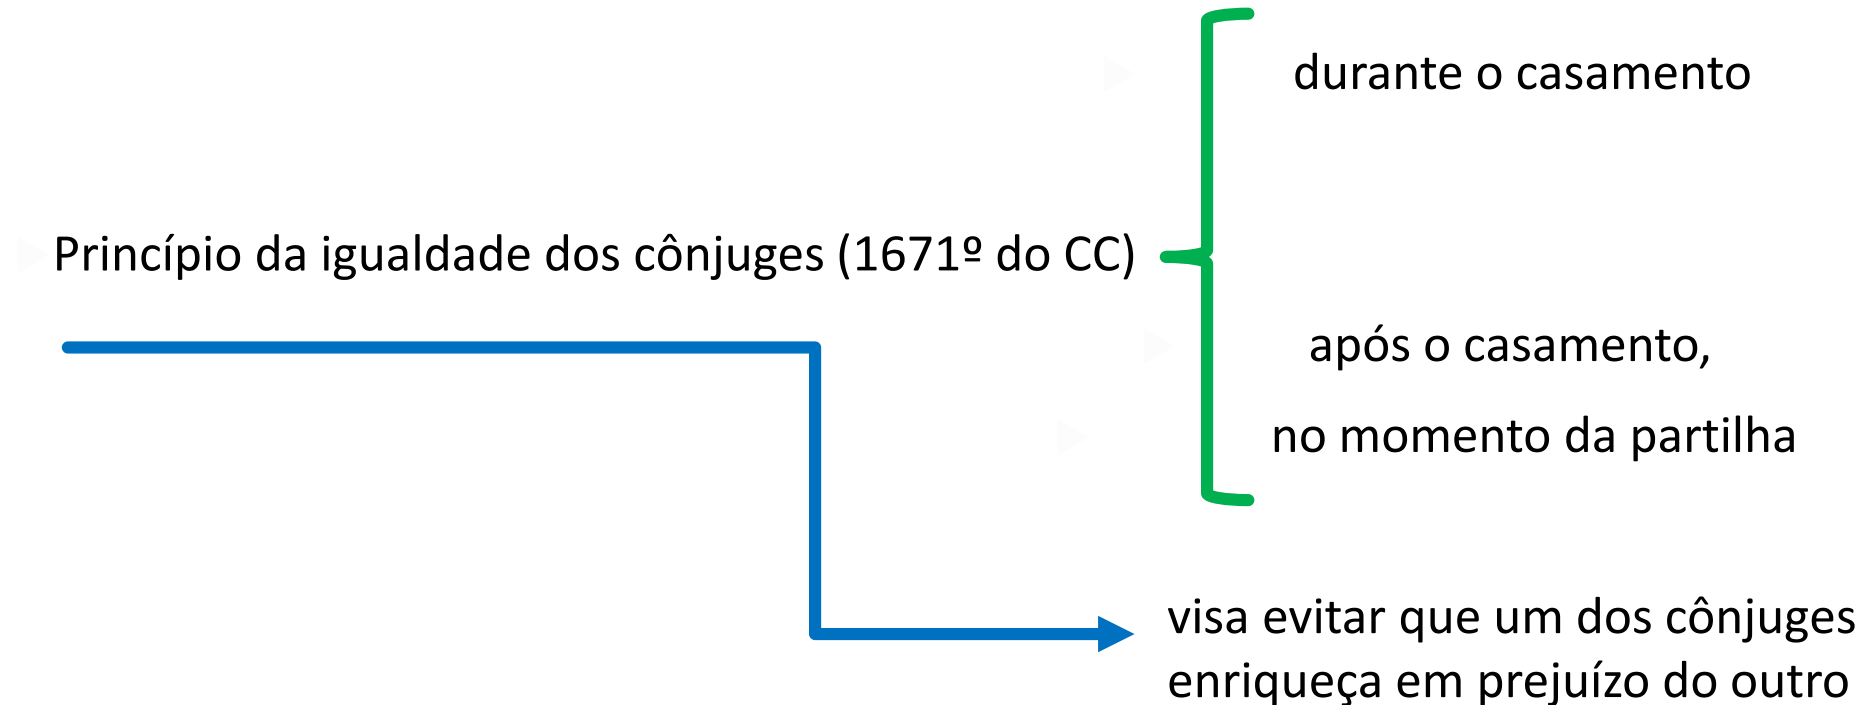 durante o casamento
Princípio da igualdade dos cônjuges (1671º do CC)
após o casamento,
no momento da partilha
visa evitar que um dos cônjuges
enriqueça em prejuízo do outro